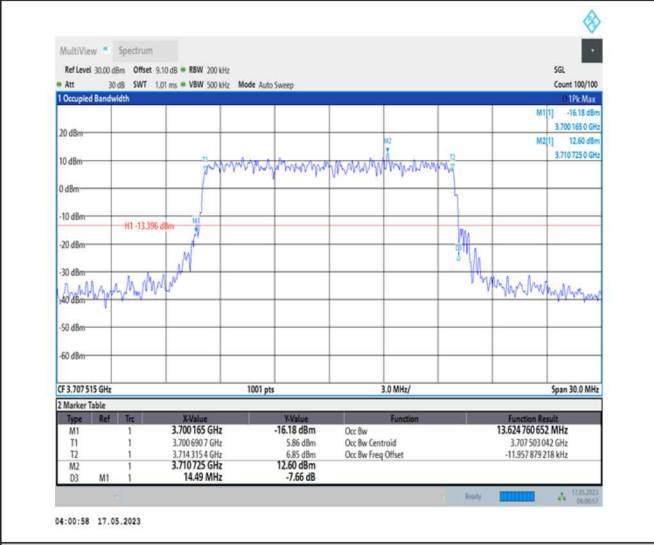 MultiView Spectrum
Ref Level 30.00 dBm Offset 9.10 dB RBW 200 kHz SGL
Att 30 dB SWT 1.01 ms VBW 500 kHz Mode Auto Sweep Count 100/100
1 Occupied Bandwidth 1Pk Max
M1[1] -16.18 dBm
3.700 165 0 GHz
M2[1] 12.60 dBm
3.710 725 0 GHz
20 dBm
M2
T1 T2
10 dBm
0 dBm
-10 dBm
M1
H1 -13.396 dBm
-20 dBm
D3
-30 dBm
-40 dBm
-50 dBm
-60 dBm
CF 3.707 515 GHz 1001 pts 3.0 MHz/ Span 30.0 MHz
2 Marker Table
Type Ref Trc X-Value Y-Value Function Function Result
M1 1 3.700165 GHz -16.18 dBm Occ Bw 13.624 760 652 MHz
T1 1 3.700 690 7 GHz 5.86 dBm Occ Bw Centroid 3.707 503 042 GHz
T2 1 3.714 315 4 GHz 6.85 dBm Occ Bw Freq Offset -11.957 879 218 kHz
M2 1 3.710725 GHz 12.60 dBm
D3 M1 1 14.49 MHz -7.66 dB
Ready 17.05.2023
04:00:57
04:00:58 17.05.2023